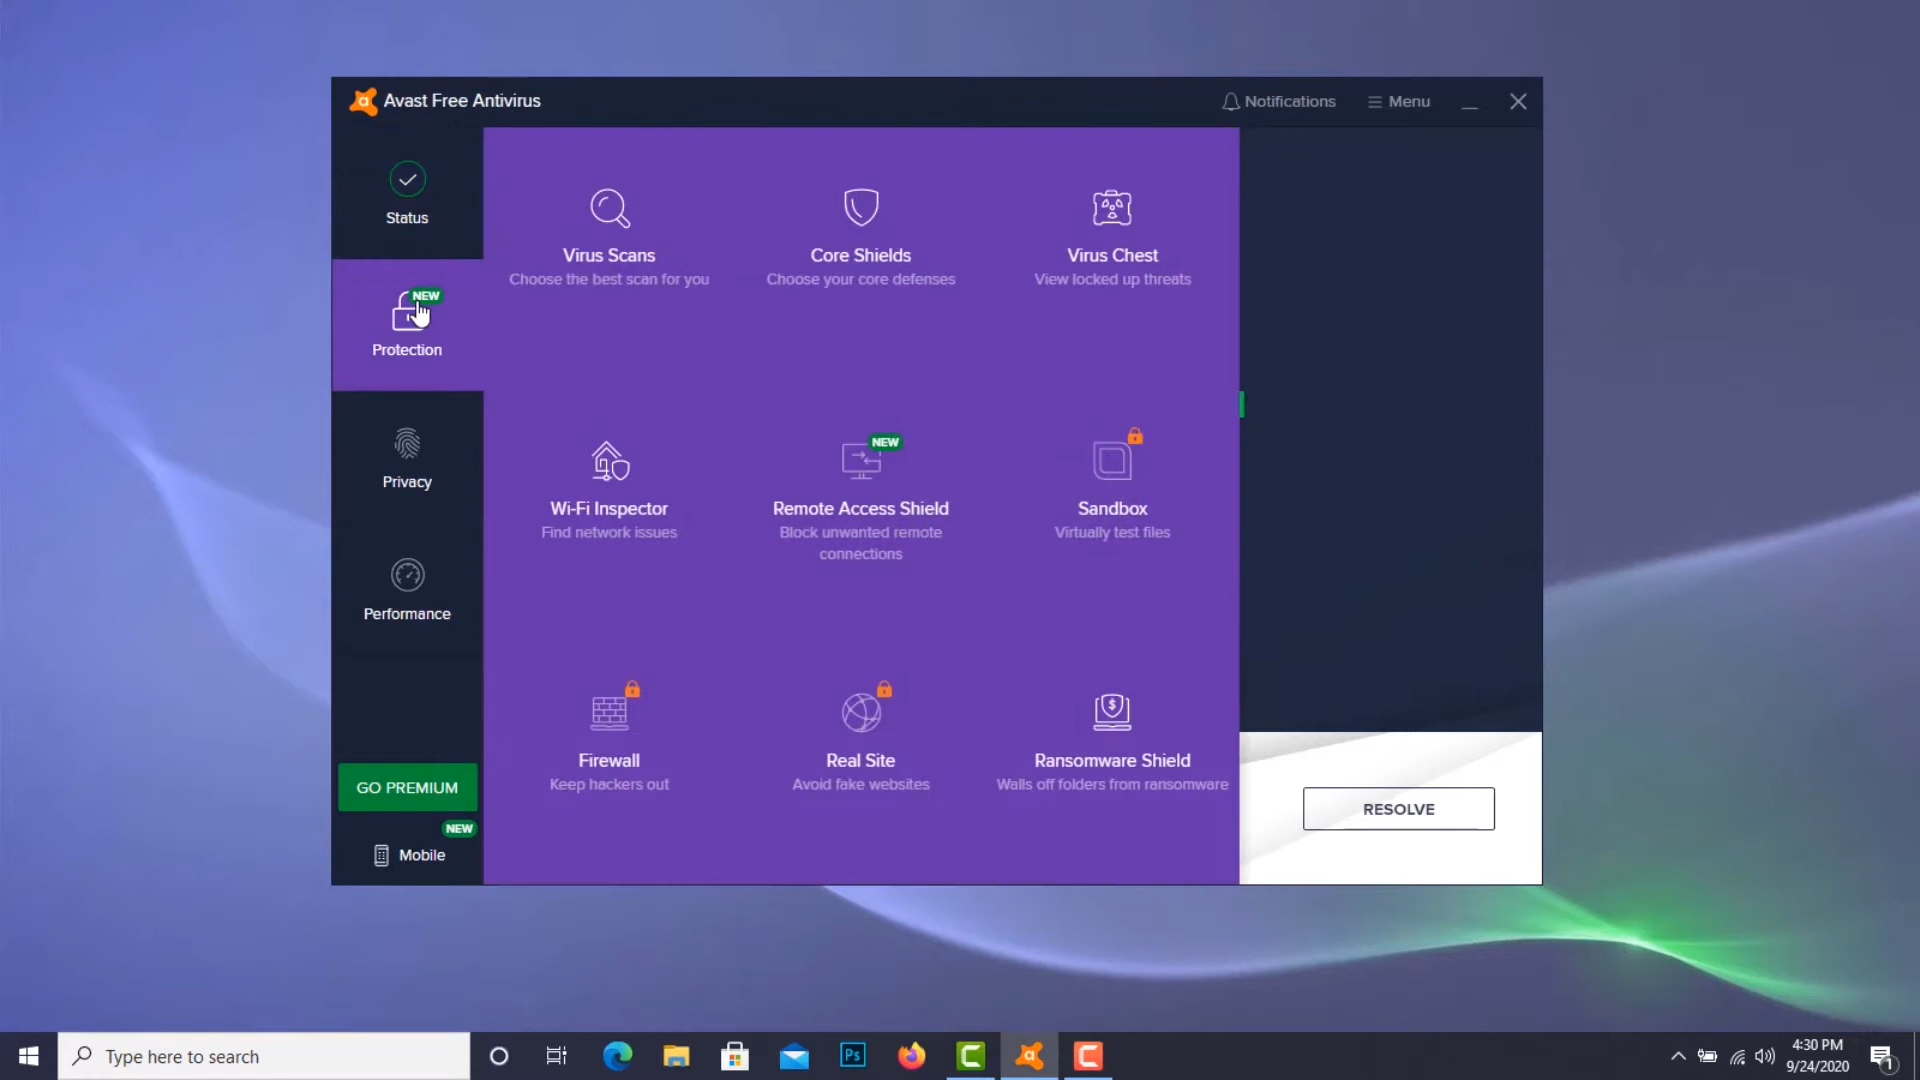 Avast Free Antivirus
Notifications
Menu
Status
NEW
Protection
Privacy
Performance
GO PREMIUM
NEW
Mobile
Virus Scans
Choose the best scan for you
Core Shields
Choose your core defenses
Virus Chest
View locked up threats
Wi-Fi Inspector
Find network issues
NEW
Remote Access Shield
Block unwanted remote
connections
Sandbox
Virtually test files
Firewall
Keep hackers out
Real Site
Avoid fake websites
Ransomware Shield
Walls off folders from ransomware
RESOLVE
Type here to search
Ps
4:30 PM
9/24/2020
1